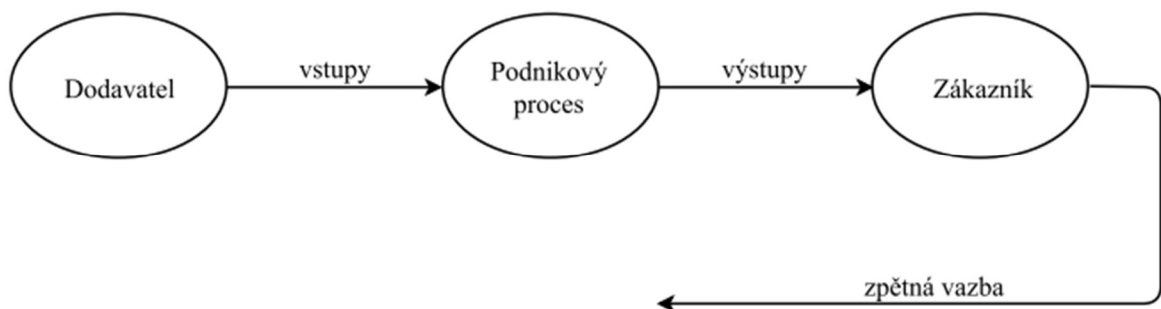 Dodavatel
vstupy
Podnikový
proces
výstupy
Zákazník
zpětná vazba